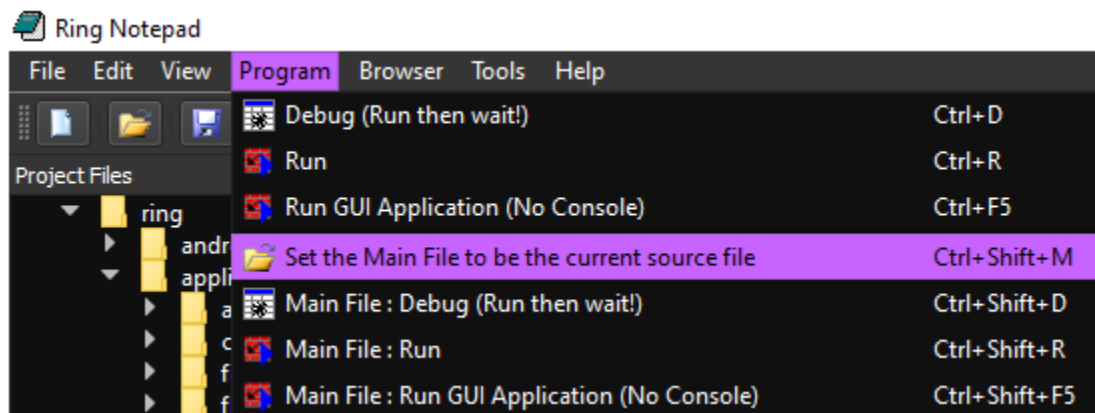 Ring Notepad
File Edit View Program Browser Tools Help
Debug (Run then wait!) Ctrl+D
Run Ctrl+R
Project Files
ring
Run GUI Application (No Console) Ctrl+F5
Set the Main File to be the current source file Ctrl+Shift+M
Main File : Debug (Run then wait!) Ctrl+Shift+D
Main File : Run Ctrl+Shift+R
Main File : Run GUI Application (No Console) Ctrl+Shift+F5